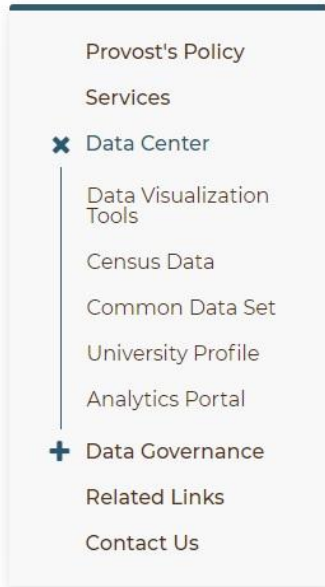 Provost's Policy
Services
Data Center
Data Visualization
Tools
Census Data
Common Data Set
University Profile
Analytics Portal
Data Governance
Related Links
Contact Us